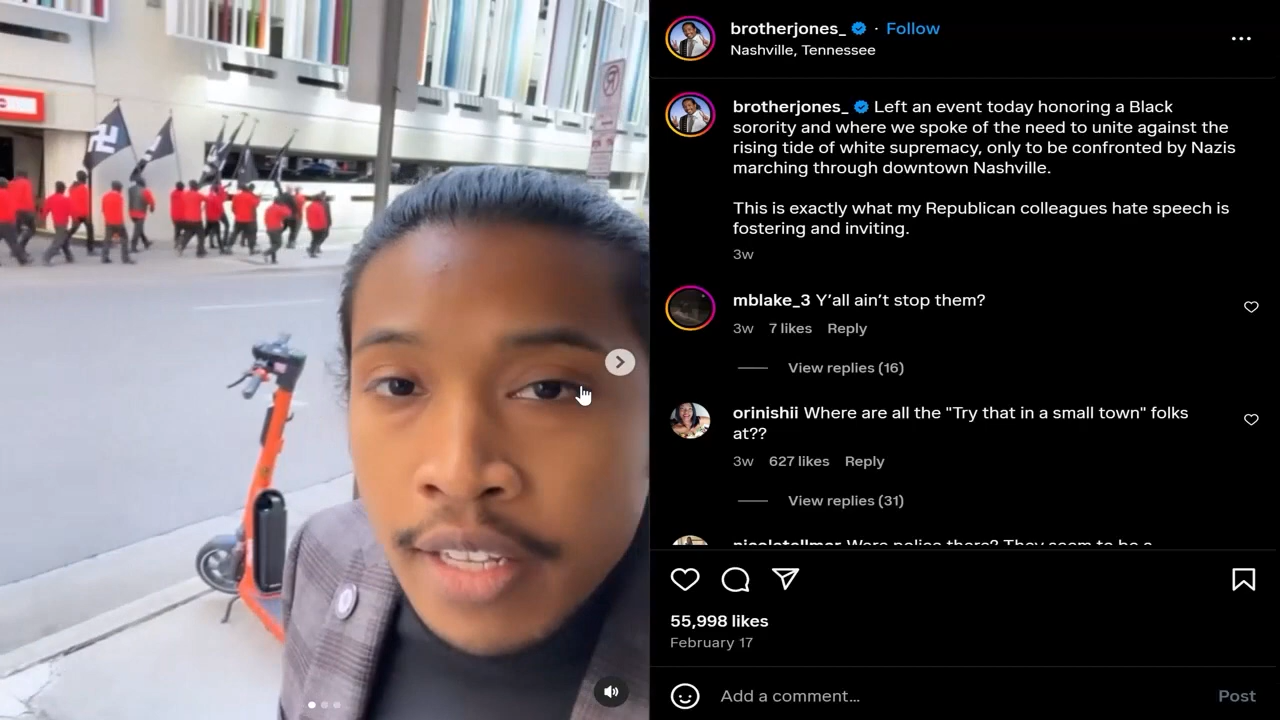 brotherjones_ · Follow
Nashville, Tennessee
brotherjones_ Left an event today honoring a Black
sorority and where we spoke of the need to unite against the
rising tide of white supremacy, only to be confronted by Nazis
marching through downtown Nashville.
This is exactly what my Republican colleagues hate speech is
fostering and inviting.
3w
mblake_3 Y’all ain’t stop them?
3w 7 likes Reply
View replies (16)
orinishii Where are all the "Try that in a small town" folks
at??
3w 627 likes Reply
View replies (31)
55,998 likes
February 17
Add a comment… Post